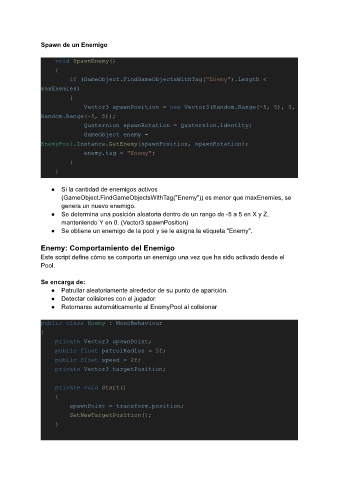 Spawn de un Enemigo
void SpawnEnemy()
{
if (GameObject.FindGameObjectsWithTag("Enemy").Length <
maxEnemies)
{
Vector3 spawnPosition = new Vector3(Random.Range(-5, 5), 0,
Random.Range(-5, 5));
Quaternion spawnRotation = Quaternion.identity;
GameObject enemy =
EnemyPool.Instance.GetEnemy(spawnPosition, spawnRotation);
enemy.tag = "Enemy";
}
}
● Si la cantidad de enemigos activos
(GameObject.FindGameObjectsWithTag("Enemy")) es menor que maxEnemies, se
genera un nuevo enemigo.
● Se determina una posición aleatoria dentro de un rango de -5 a 5 en X y Z,
manteniendo Y en 0. (Vector3 spawnPosition)
● Se obtiene un enemigo de la pool y se le asigna la etiqueta "Enemy".
Enemy: Comportamiento del Enemigo
Este script define cómo se comporta un enemigo una vez que ha sido activado desde el
Pool.
Se encarga de:
● Patrullar aleatoriamente alrededor de su punto de aparición.
● Detectar colisiones con el jugador.
● Retornarse automáticamente al EnemyPool al colisionar
public class Enemy : MonoBehaviour
{
private Vector3 spawnPoint;
public float patrolRadius = 5f;
public float speed = 2f;
private Vector3 targetPosition;
private void Start()
{
spawnPoint = transform.position;
SetNewTargetPosition();
}